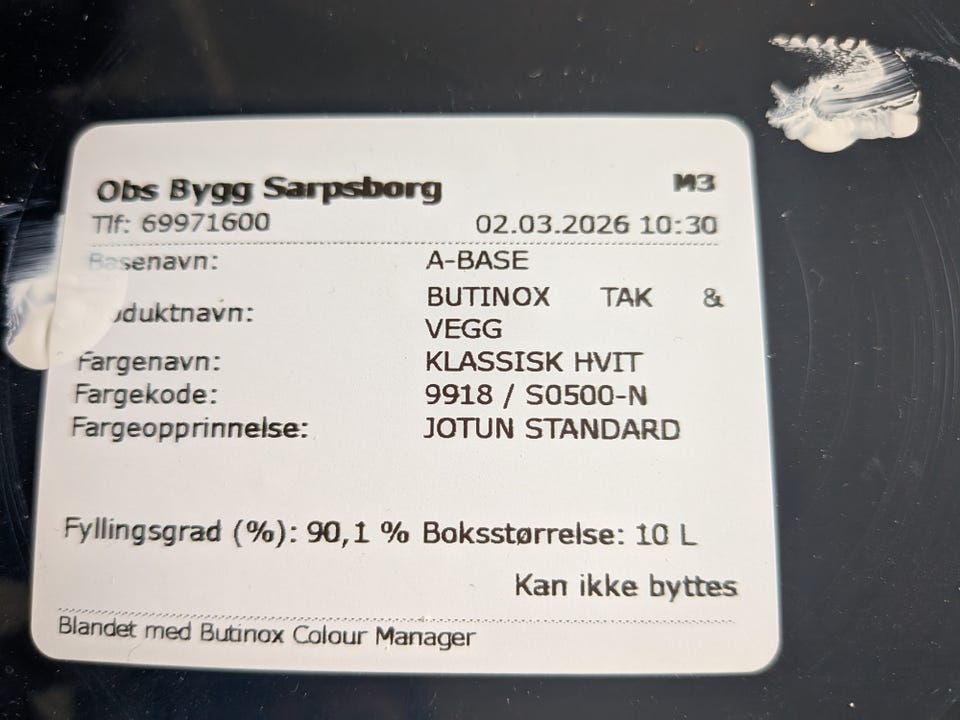 Obs Bygg Sarpsborg M3
Tlf: 69971600 02.03.2026 10:30
Basenavn: A-BASE
oduktnavn: BUTINOX TAK & VEGG
Fargenavn: KLASSISK HVIT
Fargekode: 9918 / S0500-N
Fargeopprinnelse: JOTUN STANDARD
Fyllingsgrad (%): 90,1 % Boksstørrelse: 10 L
Kan ikke byttes
Blandet med Butinox Colour Manager